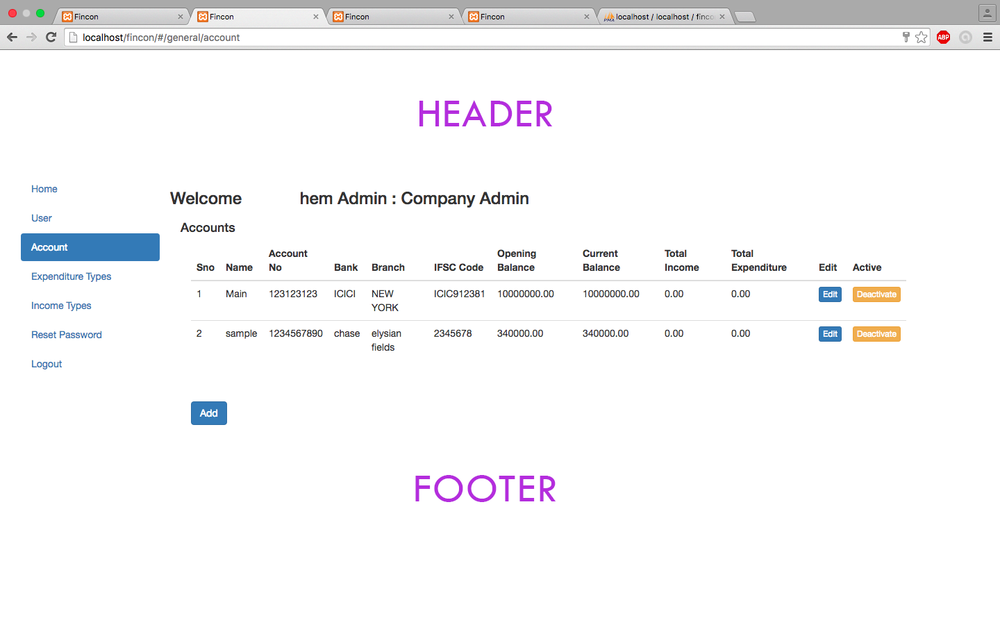 Fincon
Fincon
Fincon
Fincon
localhost / localhost / finco
localhost/fincon/#/general/account
ABP
HEADER
Home
User
Account
Expenditure Types
Income Types
Reset Password
Logout
Welcome hem Admin : Company Admin
Accounts
Sno Name Account No Bank Branch IFSC Code Opening Balance Current Balance Total Income Total Expenditure Edit Active
1 Main 123123123 ICICI NEW YORK ICIC912381 10000000.00 10000000.00 0.00 0.00 Edit Deactivate
2 sample 1234567890 chase elysian fields 2345678 340000.00 340000.00 0.00 0.00 Edit Deactivate
Add
FOOTER